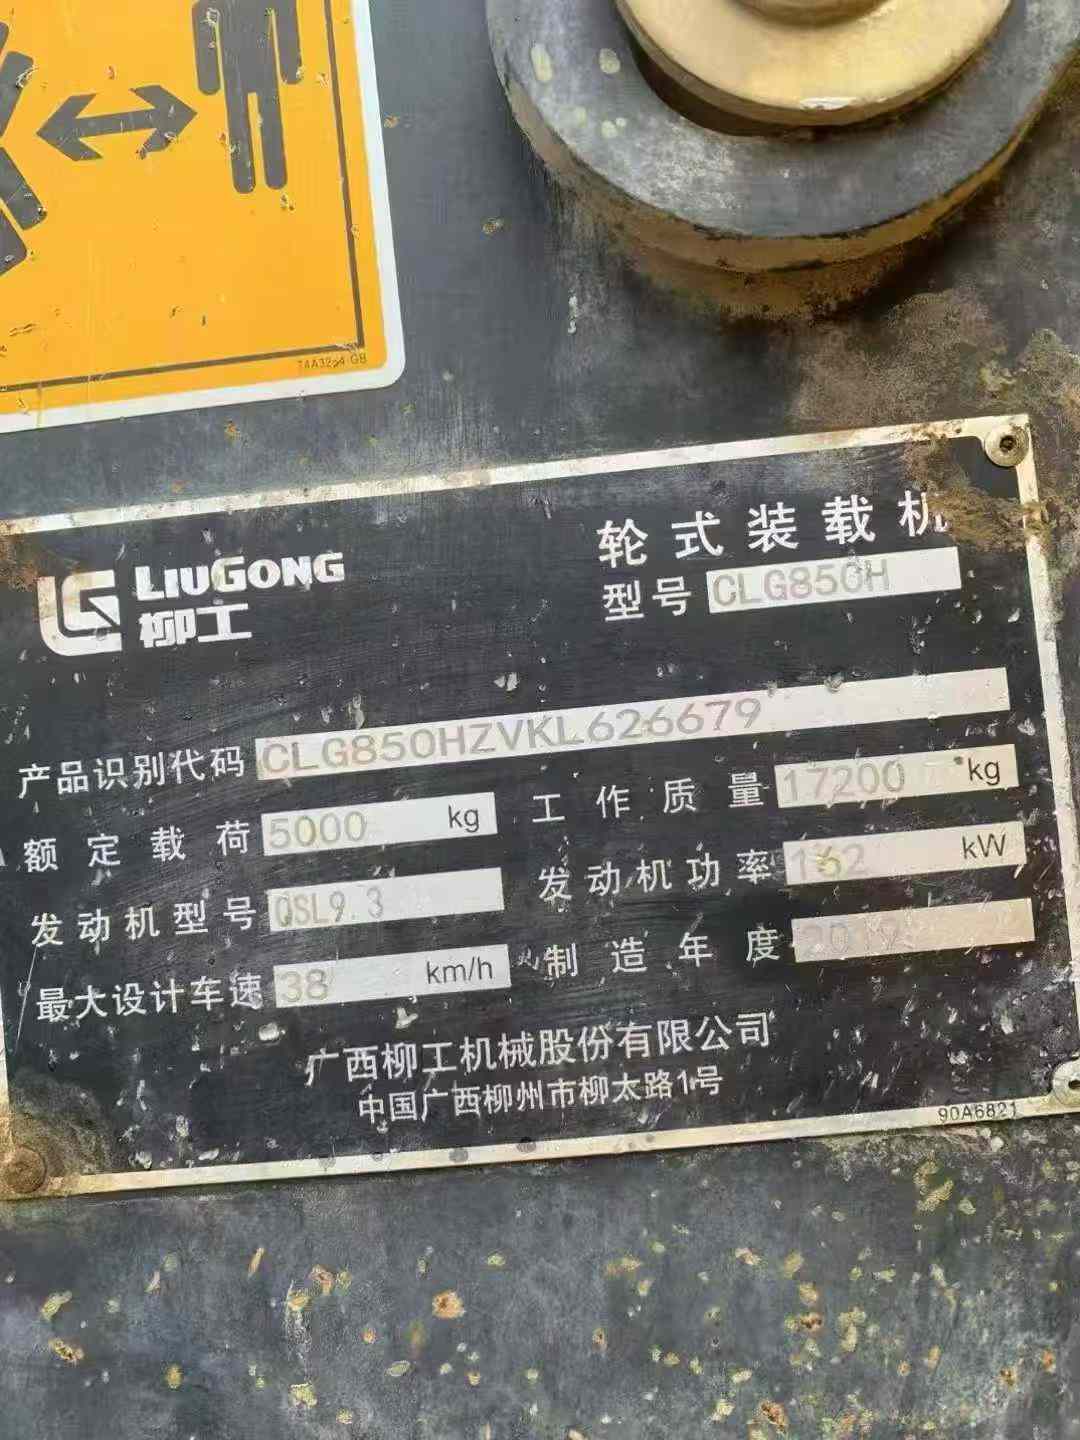 7AA3264 GB
LIUGONG
柳工
轮式装载机
型号 CLG850H
产品识别代码 CLG850HZVKL626679
额定载荷 5000 kg 工作质量 17200 kg
发动机型号 QSL9.3 发动机功率 162 kW
最大设计车速 38 km/h 制造年度 2019
广西柳工机械股份有限公司
中国广西柳州市柳太路1号
90A6821